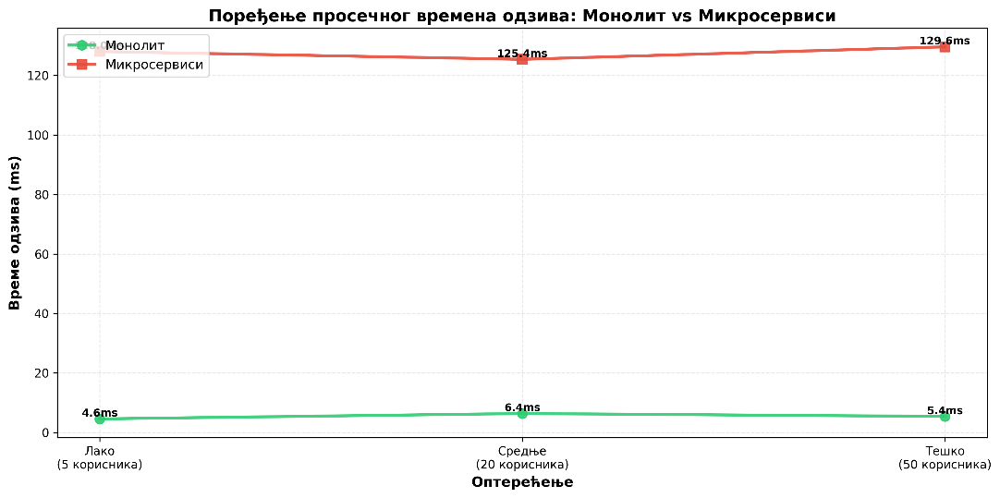 Поређење просечног времена одзива: Монолит vs Микросервиси
Монолит
Микросервиси
125.4ms
129.6ms
4.6ms
6.4ms
5.4ms
Време одзива (ms)
120
100
80
60
40
20
0
Лако
(5 корисника)
Средње
(20 корисника)
Тешко
(50 корисника)
Оптерећење